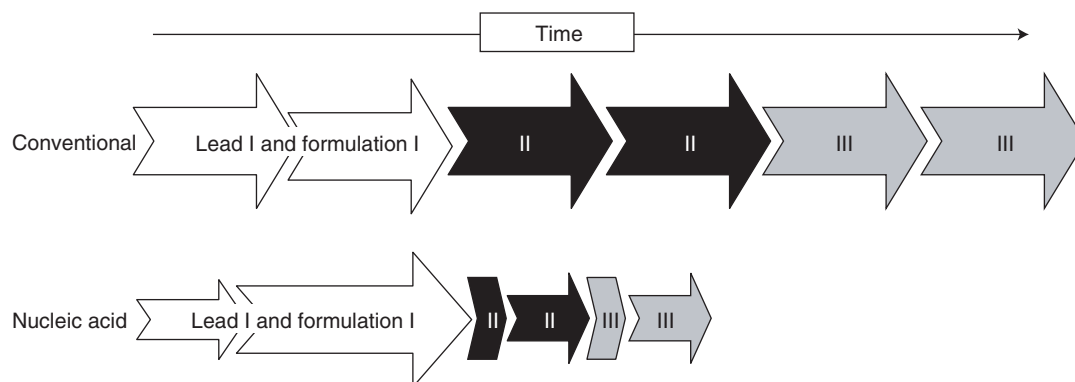 Time
Conventional
Lead I and formulation I
II
II
III
III
Nucleic acid
Lead I and formulation I
II
II
III
III